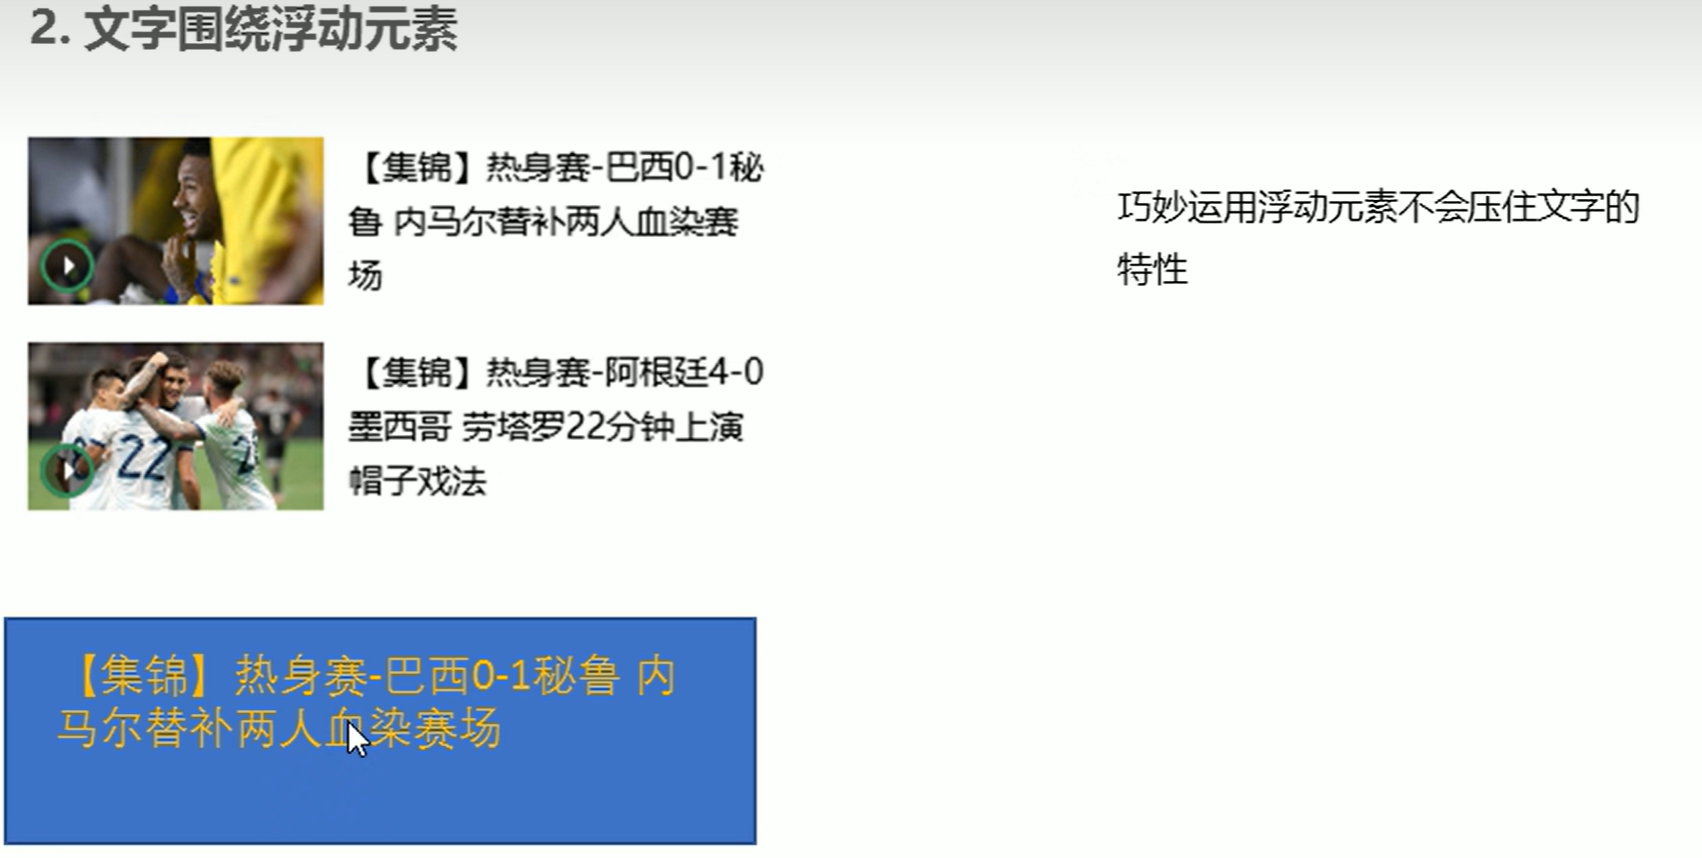 2. 文字围绕浮动元素
【集锦】热身赛-巴西0-1秘
鲁 内马尔替补两人血染赛
场
巧妙运用浮动元素不会压住文字的
特性
【集锦】热身赛-阿根廷4-0
墨西哥 劳塔罗22分钟上演
帽子戏法
22
【集锦】热身赛-巴西0-1秘鲁 内
马尔替补两人血染赛场